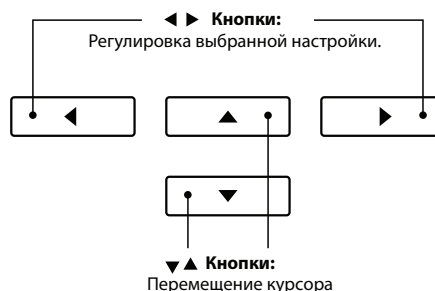 ◀ ▶ Кнопки:
Регулировка выбранной настройки.
◀ ▲ ▶
▼
▼▲ Кнопки:
Перемещение курсора